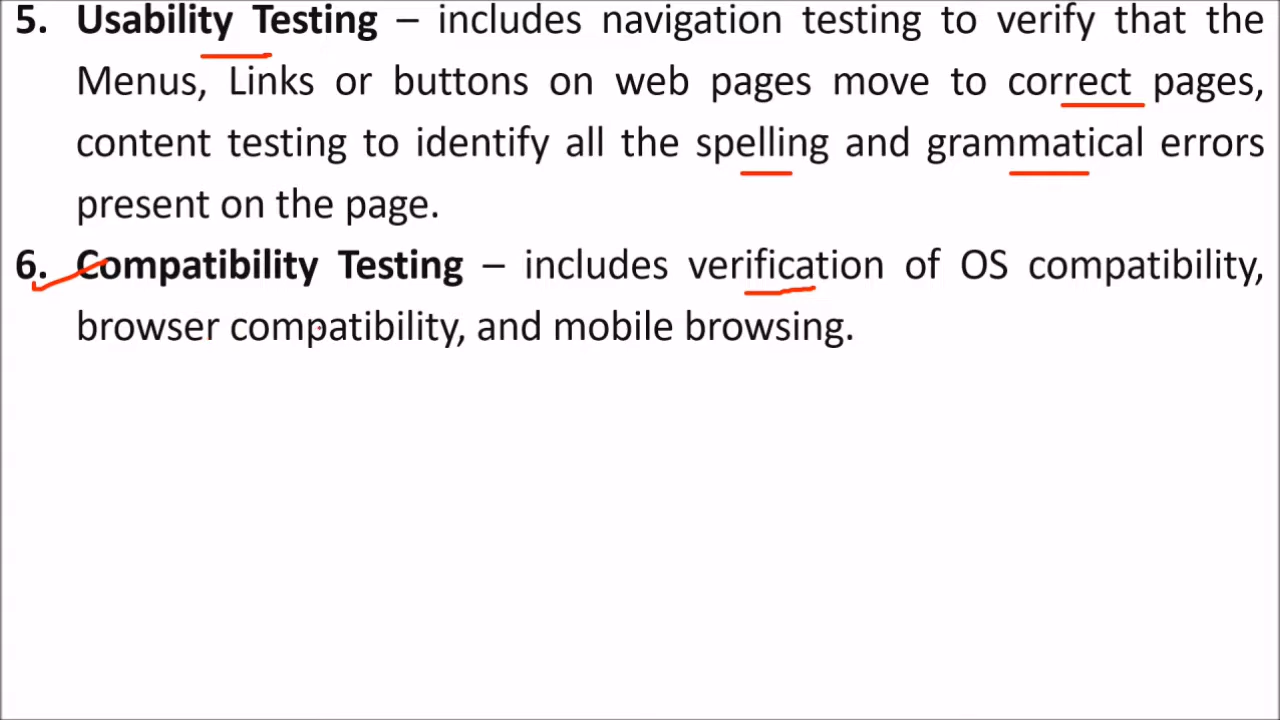 5. Usability Testing – includes navigation testing to verify that the
Menus, Links or buttons on web pages move to correct pages,
content testing to identify all the spelling and grammatical errors
present on the page.
6. Compatibility Testing – includes verification of OS compatibility,
browser compatibility, and mobile browsing.